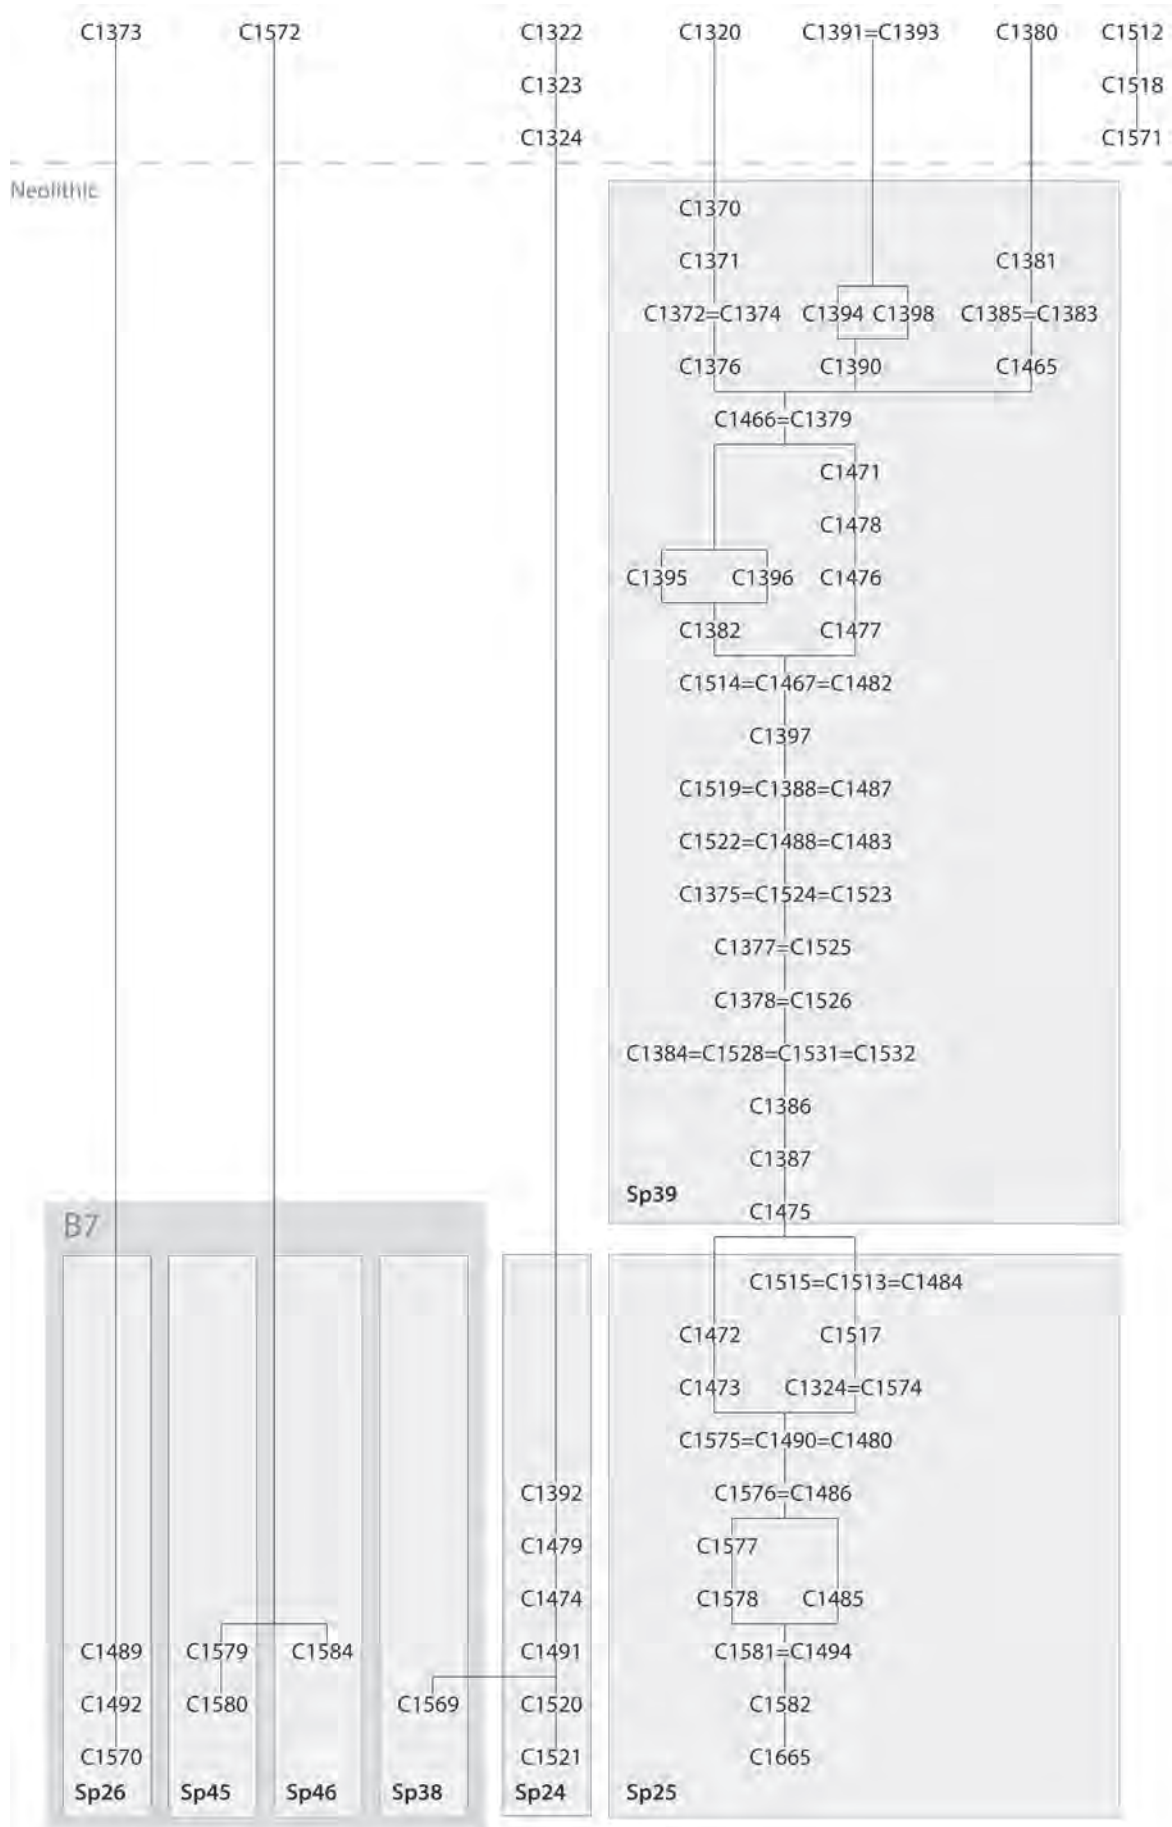 C1373 C1572 C1322 C1320 C1391=C1393 C1380 C1512
C1323 C1518
C1324 C1571
Neolithic
C1370
C1371 C1381
C1372=C1374 C1394 C1398 C1385=C1383
C1376 C1390 C1465
C1466=C1379
C1471
C1478
C1395 C1396 C1476
C1382 C1477
C1514=C1467=C1482
C1397
C1519=C1388=C1487
C1522=C1488=C1483
C1375=C1524=C1523
C1377=C1525
C1378=C1526
C1384=C1528=C1531=C1532
C1386
C1387
Sp39
C1475
B7
C1515=C1513=C1484
C1472 C1517
C1473 C1324=C1574
C1575=C1490=C1480
C1392 C1576=C1486
C1479 C1577
C1474 C1578 C1485
C1489 C1579 C1584 C1491 C1581=C1494
C1492 C1580 C1569 C1520 C1582
C1570 C1521 C1665
Sp26 Sp45 Sp46 Sp38 Sp24 Sp25